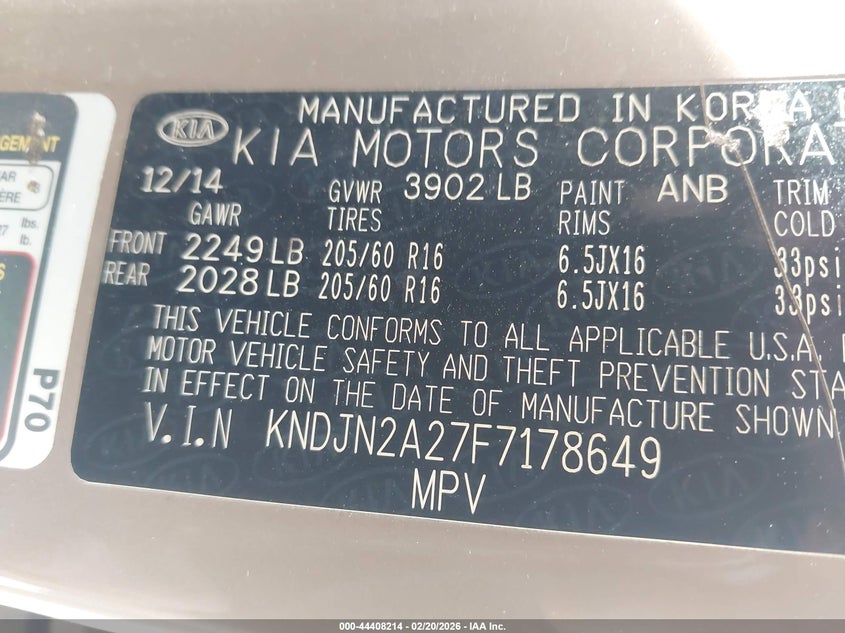 MANUFACTURED IN KOREA
KIA KIA MOTORS
12/14 GVWR 3902 LB PAINT ANB TRIM
GAWR TIRES RIMS COLD
FRONT 2249 LB 205/60 R16 6.5JX16 33psi
REAR 2028 LB 205/60 R16 6.5JX16 33psi
THIS VEHICLE CONFORMS TO ALL APPLICABLE U.S.A.
MOTOR VEHICLE SAFETY AND THEFT PREVENTION
IN EFFECT ON THE DATE OF MANUFACTURE SHOWN
V.I.N KNDJN2A27F7178649
MPV
lbs.
lb.
P70
000-44408214 - 02/20/2026 - IAA Inc.